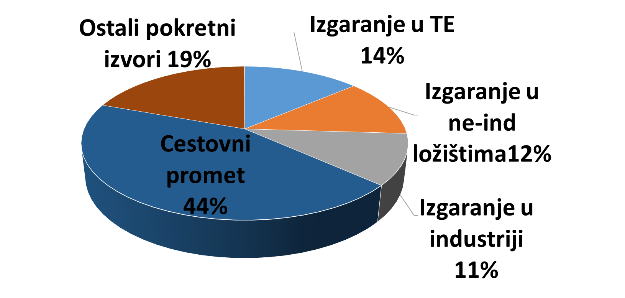 Ostali pokretni
izvori 19%
Izgaranje u TE
14%
Izgaranje u
ne-ind
ložištima12%
Cestovni
promet
44%
Izgaranje u
industriji
11%